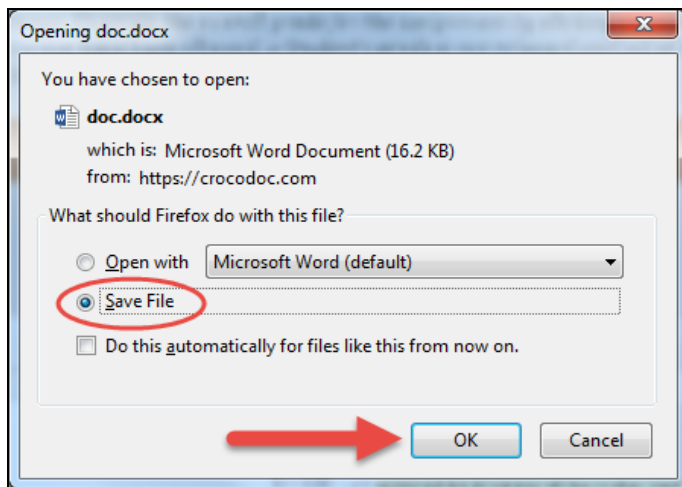 Opening doc.docx
You have chosen to open:
doc.docx
which is: Microsoft Word Document (16.2 KB)
from: https://crocodoc.com
What should Firefox do with this file?
Open with Microsoft Word (default)
Save File
Do this automatically for files like this from now on.
OK Cancel